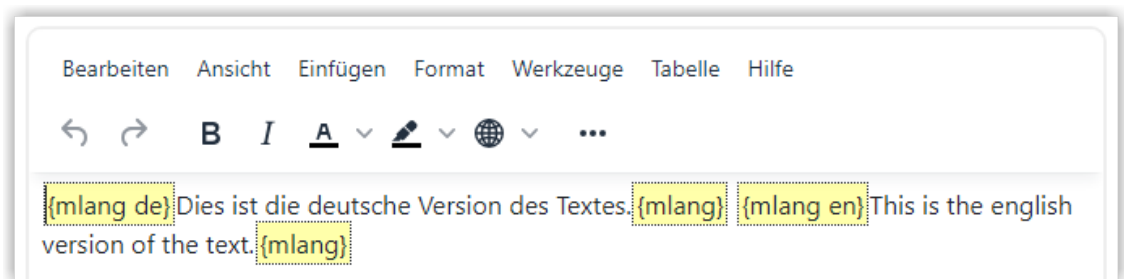 Bearbeiten Ansicht Einfügen Format Werkzeuge Tabelle Hilfe
B I A
{mlang de}Dies ist die deutsche Version des Textes.{mlang} {mlang en}This is the english
version of the text.{mlang}